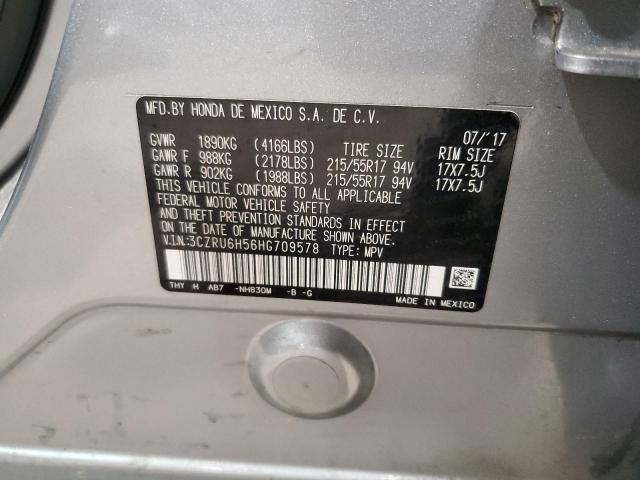 MFD.BY HONDA DE MEXICO S.A. DE C.V.
07/'17
GVWR 1890KG (4166LBS) TIRE SIZE RIM SIZE
GAWR F 988KG (2178LBS) 215/55R17 94V 17X7.5J
GAWR R 902KG (1988LBS) 215/55R17 94V 17X7.5J
THIS VEHICLE CONFORMS TO ALL APPLICABLE
FEDERAL MOTOR VEHICLE SAFETY
AND THEFT PREVENTION STANDARDS IN EFFECT
ON THE DATE OF MANUFACTURE SHOWN ABOVE.
V.I.N:3CZRU6H56HG709578 TYPE: MPV
THY H AB7 -NH830M -B -G
MADE IN MEXICO